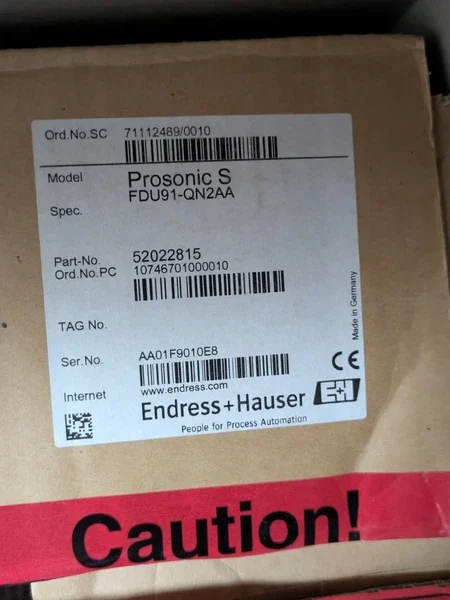 Ord.No.SC 71112489/0010
Model Prosonic S
FDU91-QN2AA
Spec.
Part-No. 52022815
Ord.No.PC 10746701000010
TAG No.
Ser.No. AA01F9010E8
Internet www.endress.com
Endress+Hauser E+H
People for Process Automation
CE
Made in Germany
Caution!